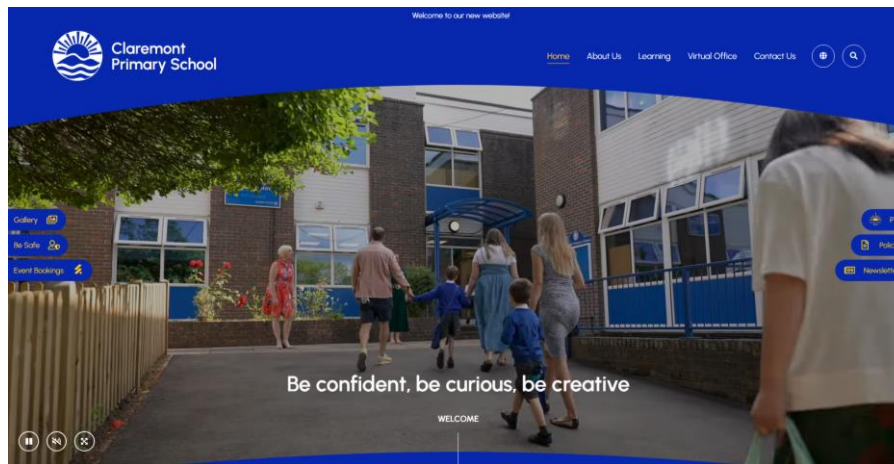 Welcome to our new website!
Claremont
Primary School
Home About Us Learning Virtual Office Contact Us
Gallery
Be Safe
Event Bookings
Be confident, be curious, be creative
WELCOME